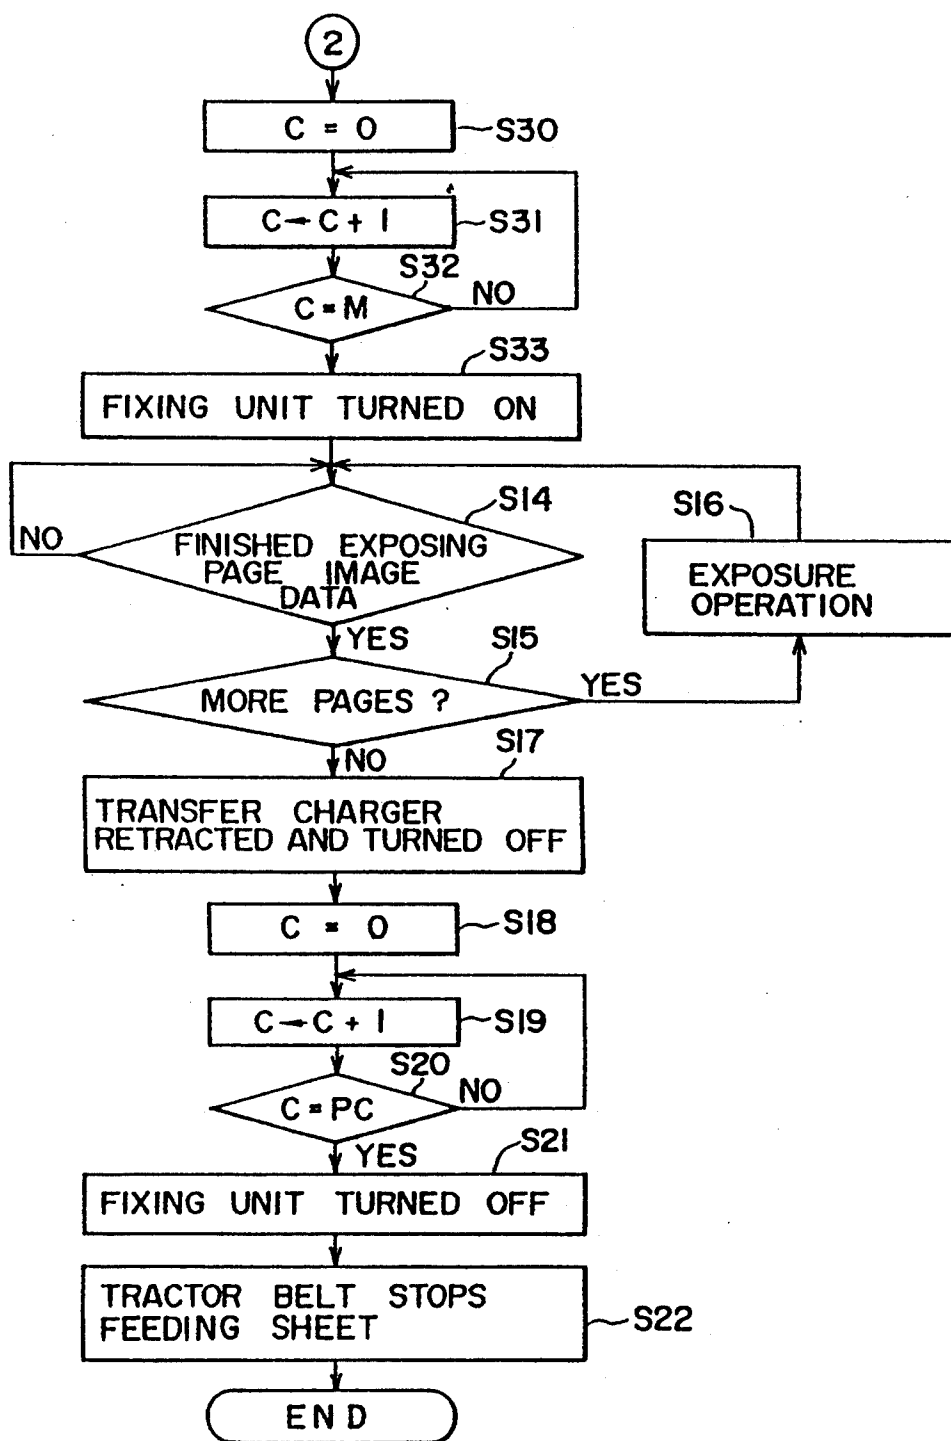 2
C = O
S30
C←C + 1
S31
S32
C = M
NO
S33
FIXING UNIT TURNED ON
S14
NO
FINISHED EXPOSING
PAGE IMAGE
DATA
S16
EXPOSURE
OPERATION
YES
S15
MORE PAGES ?
YES
NO
S17
TRANSFER CHARGER
RETRACTED AND TURNED OFF
C = O
S18
C←C + 1
S19
S20
C = PC
NO
YES
S21
FIXING UNIT TURNED OFF
TRACTOR BELT STOPS
FEEDING SHEET
S22
END